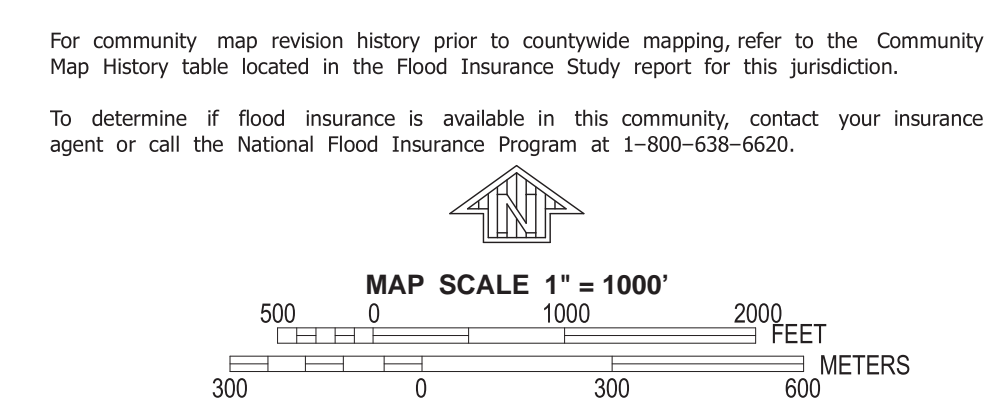 For community map revision history prior to countywide mapping, refer to the Community
Map History table located in the Flood Insurance Study report for this jurisdiction.
To determine if flood insurance is available in this community, contact your insurance
agent or call the National Flood Insurance Program at 1–800–638–6620.
N
MAP SCALE 1" = 1000'
500 0 1000 2000
FEET
METERS
300 0 300 600